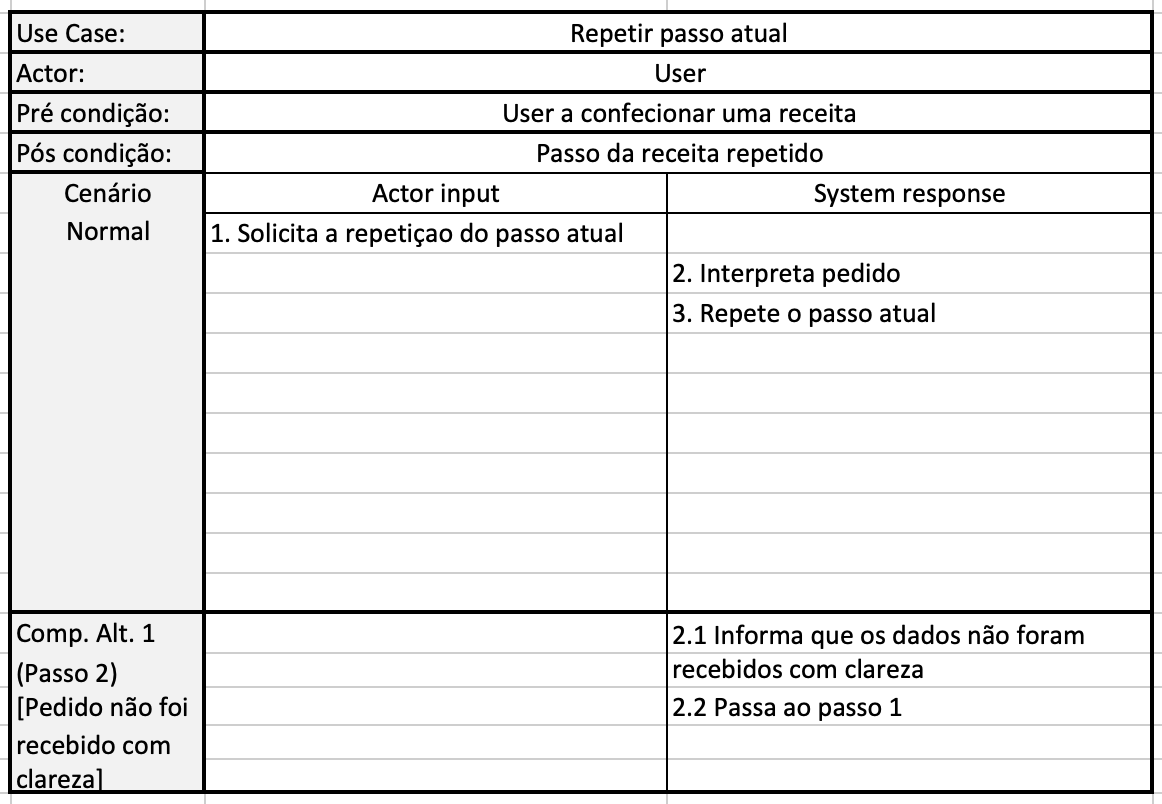 Use Case:
Repetir passo atual
Actor:
User
Pré condição:
User a confecionar uma receita
Pós condição:
Passo da receita repetido
Cenário
Normal
Actor input
System response
1. Solicita a repetiçao do passo atual
2. Interpreta pedido
3. Repete o passo atual
Comp. Alt. 1
(Passo 2)
[Pedido não foi
recebido com
clareza]
2.1 Informa que os dados não foram
recebidos com clareza
2.2 Passa ao passo 1